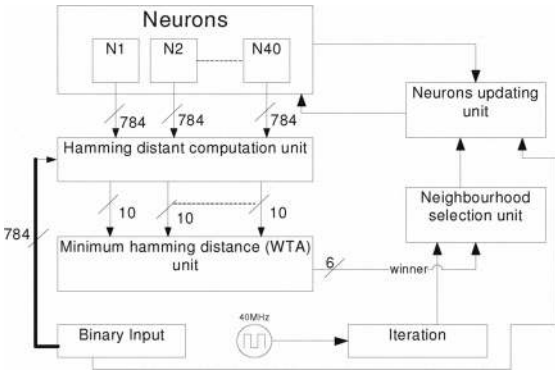 Neurons
N1 N2 N40
784 784 784
Neurons updating
unit
Hamming distant computation unit
10 10 10
Neighbourhood
selection unit
784
Minimum hamming distance (WTA)
unit
6
winner
40MHz
Binary Input
Iteration